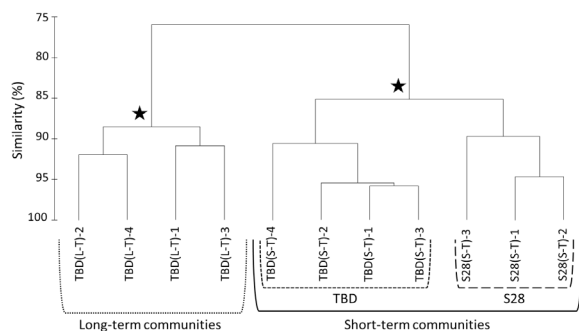 75
80
85
90
95
100
Similarity (%)
TBD(L-T)-2
TBD(L-T)-4
TBD(L-T)-1
TBD(L-T)-3
TBD(S-T)-4
TBD(S-T)-2
TBD(S-T)-1
TBD(S-T)-3
S28(S-T)-3
S28(S-T)-1
S28(S-T)-2
TBD
S28
Long-term communities
Short-term communities